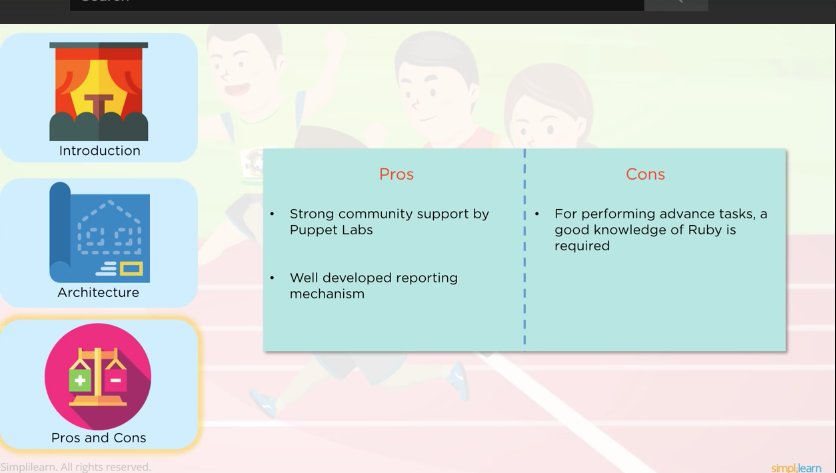 Search
Introduction
Architecture
Pros and Cons
Pros
• Strong community support by
Puppet Labs
• Well developed reporting
mechanism
Cons
• For performing advance tasks, a
good knowledge of Ruby is
required
Simplilearn. All rights reserved.
simplilearn